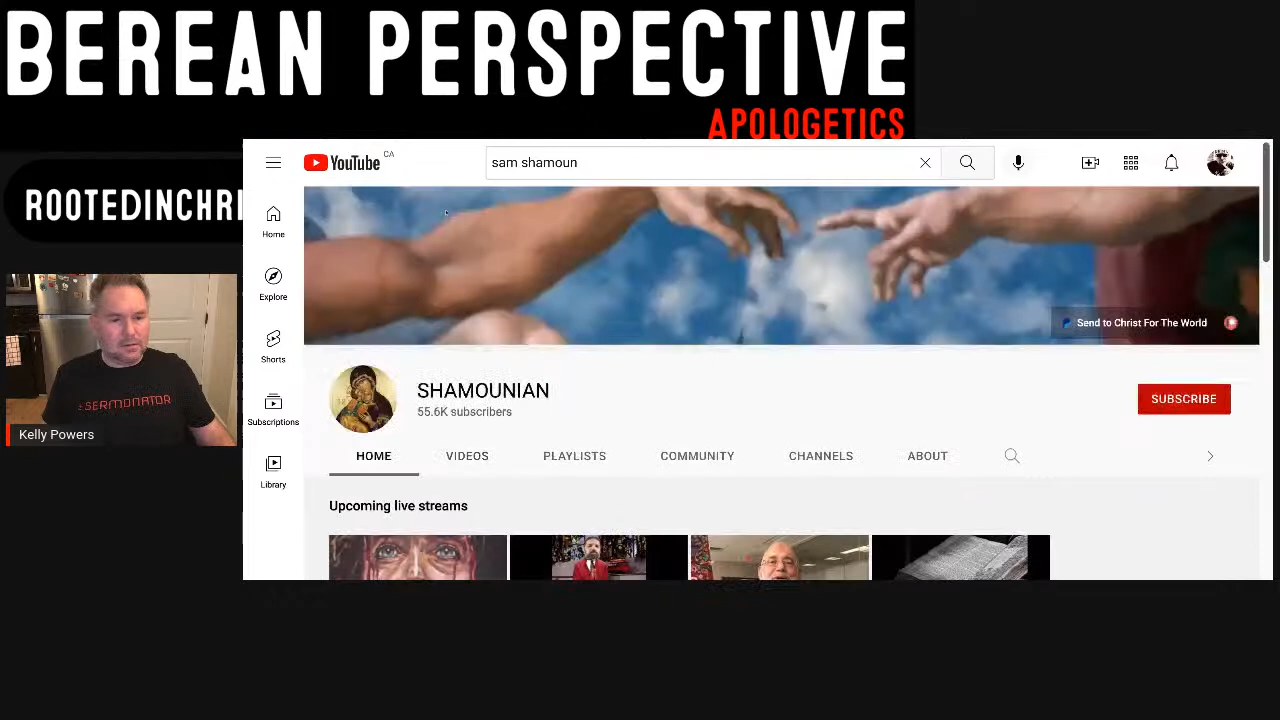 BEREAN PERSPECTIVE
APOLOGETICS
ROOTEDINCHRI
YouTube CA
sam shamoun
Home
Explore
Shorts
Subscriptions
Library
Send to Christ For The World
SHAMOUNIAN
55.6K subscribers
SUBSCRIBE
HOME VIDEOS PLAYLISTS COMMUNITY CHANNELS ABOUT
Upcoming live streams
:SERMONATOR
Kelly Powers